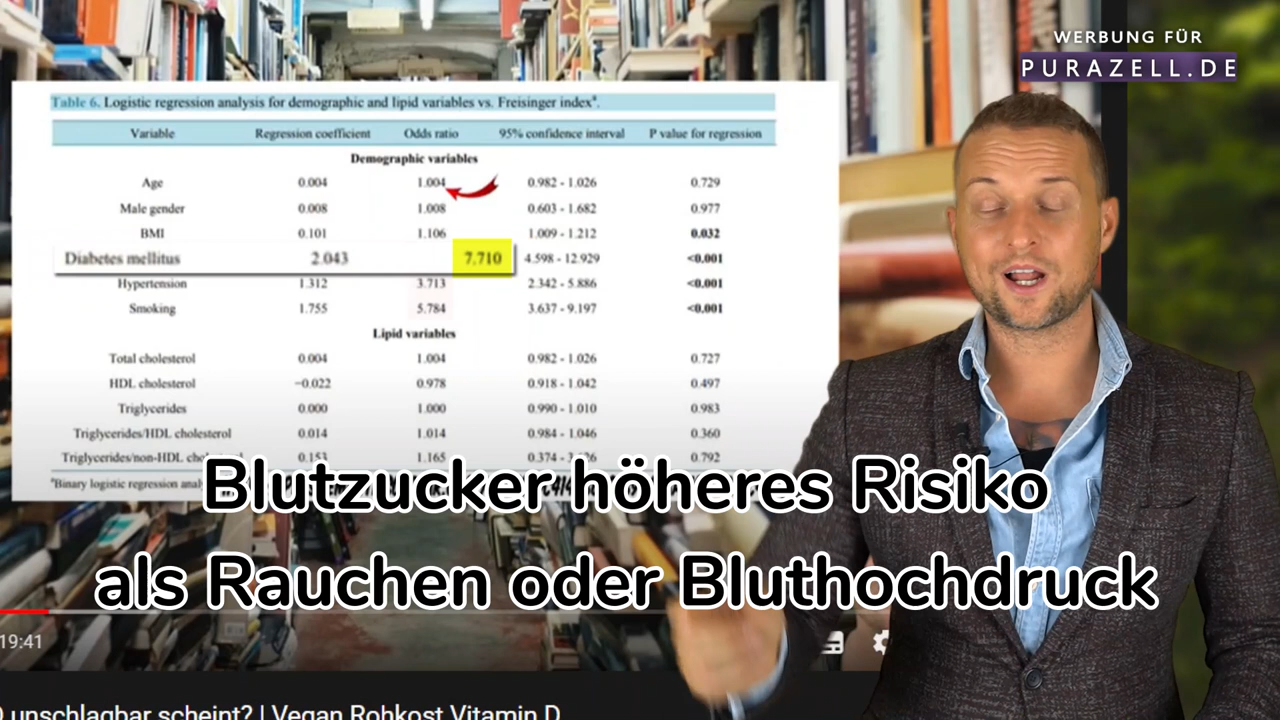 WERBUNG FÜR
PURAZELL.DE
Table 6. Logistic regression analysis for demographic and lipid variables vs. Freisinger indexª.
Variable Regression coefficient Odds ratio 95% confidence interval P value for regression
Demographic variables
Age 0.004 1.004 0.982 - 1.026 0.729
Male gender 0.008 1.008 0.603 - 1.682 0.977
BMI 0.101 1.106 1.009 - 1.212 0.032
Diabetes mellitus 2.043 7.710 4.598 - 12.929 <0.001
Hypertension 1.312 3.713 2.342 - 5.886 <0.001
Smoking 1.755 5.784 3.637 - 9.197 <0.001
Lipid variables
Total cholesterol 0.004 1.004 0.982 - 1.026 0.727
HDL cholesterol −0.022 0.978 0.918 - 1.042 0.497
Triglycerides 0.000 1.000 0.990 - 1.010 0.983
Triglycerides/HDL cholesterol 0.014 1.014 0.984 - 1.046 0.360
Triglycerides/non-HDL 0.153 1.165 0.374 - 0.792
ªBinary logistic regression
Blutzucker höheres Risiko
als Rauchen oder Bluthochdruck
19:41
unschlagbar scheint? | Vegan Rohkost Vitamin D